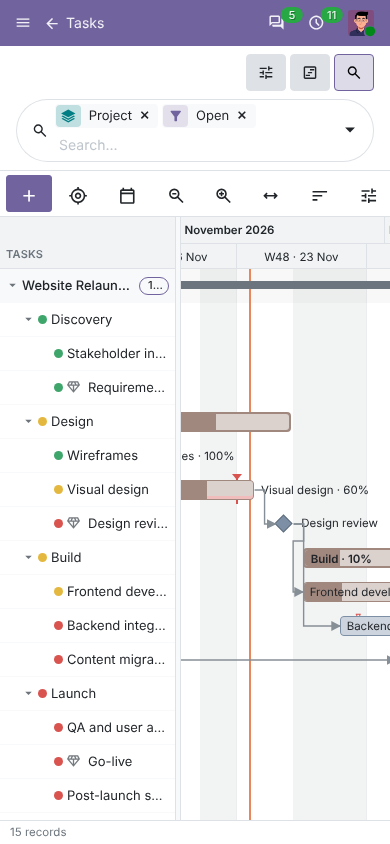 Tasks
5
11
Project
Open
Search...
November 2026
Nov
W48 · 23 Nov
TASKS
Website Relaun...
1...
Discovery
Stakeholder in...
Requireme...
Design
Wireframes
es · 100%
Visual design
Visual design · 60%
Design revi...
Design review
Build
Build · 10%
Frontend deve...
Frontend devel
Backend integ...
Backend
Content migra...
Launch
QA and user a...
Go-live
Post-launch s...
15 records